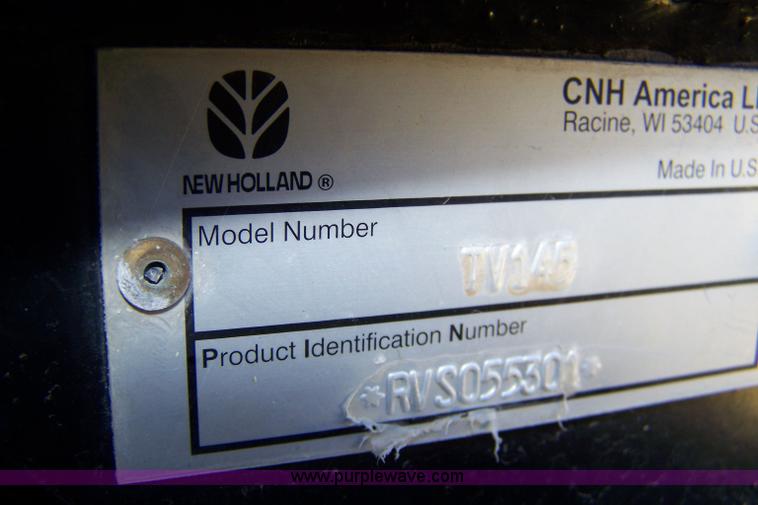 CNH America L
Racine, WI 53404 U.S
Made In U.S
NEW HOLLAND ®
Model Number
TV145
Product Identification Number
*RVS055301*
www.purplewave.com